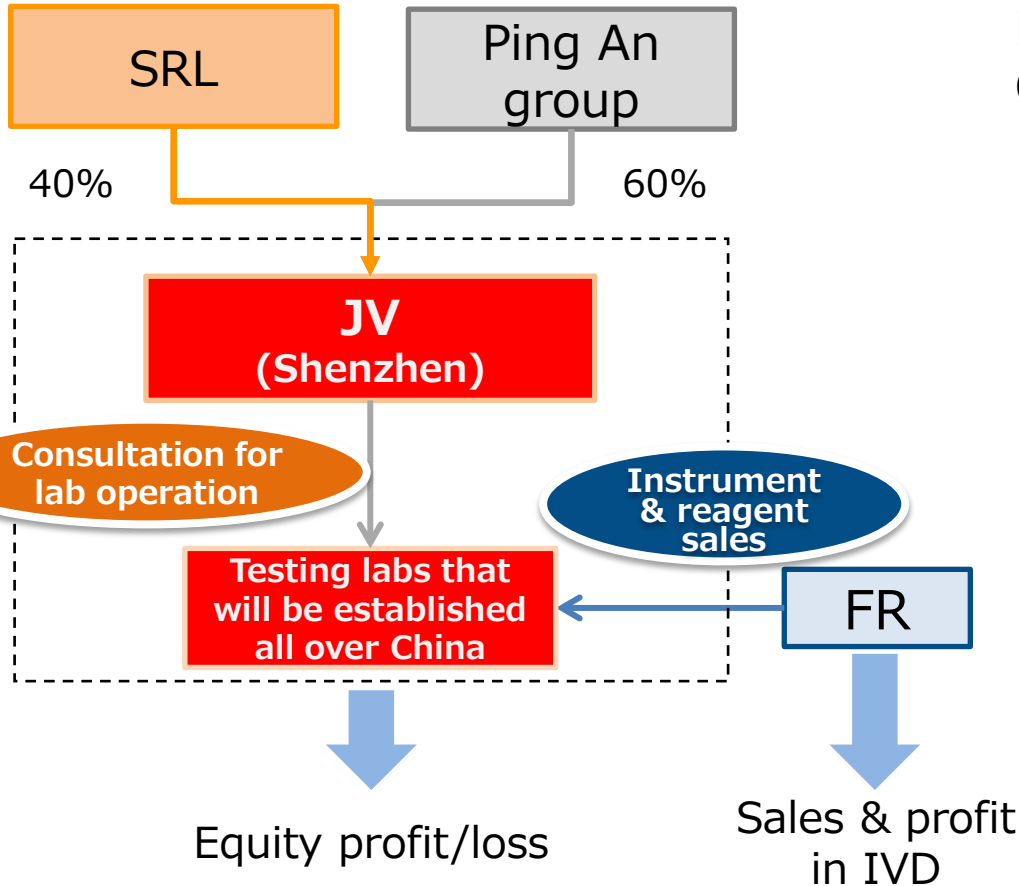 SRL
Ping An
group
40%
60%
JV
(Shenzhen)
Consultation for
lab operation
Instrument
& reagent
sales
Testing labs that
will be established
all over China
FR
Equity profit/loss
Sales & profit
in IVD